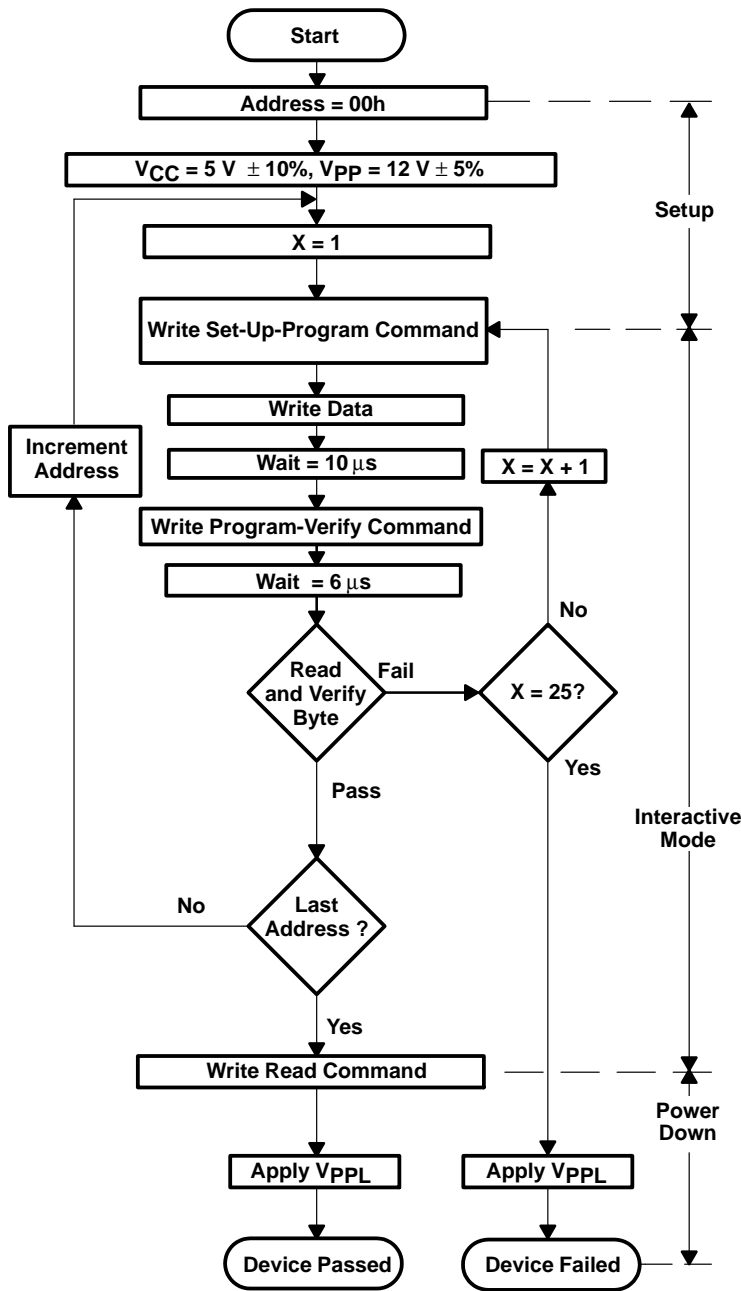 Start
Address = 00h
VCC = 5 V ± 10%, VPP = 12 V ± 5%
Setup
X = 1
Write Set-Up-Program Command
Write Data
Increment
Address
Wait = 10 µs
X = X + 1
Write Program-Verify Command
Wait = 6 µs
No
Read
and Verify
Byte
Fail
X = 25?
Yes
Pass
Interactive
Mode
No
Last
Address ?
Yes
Write Read Command
Power
Down
Apply VPPL
Apply VPPL
Device Passed
Device Failed